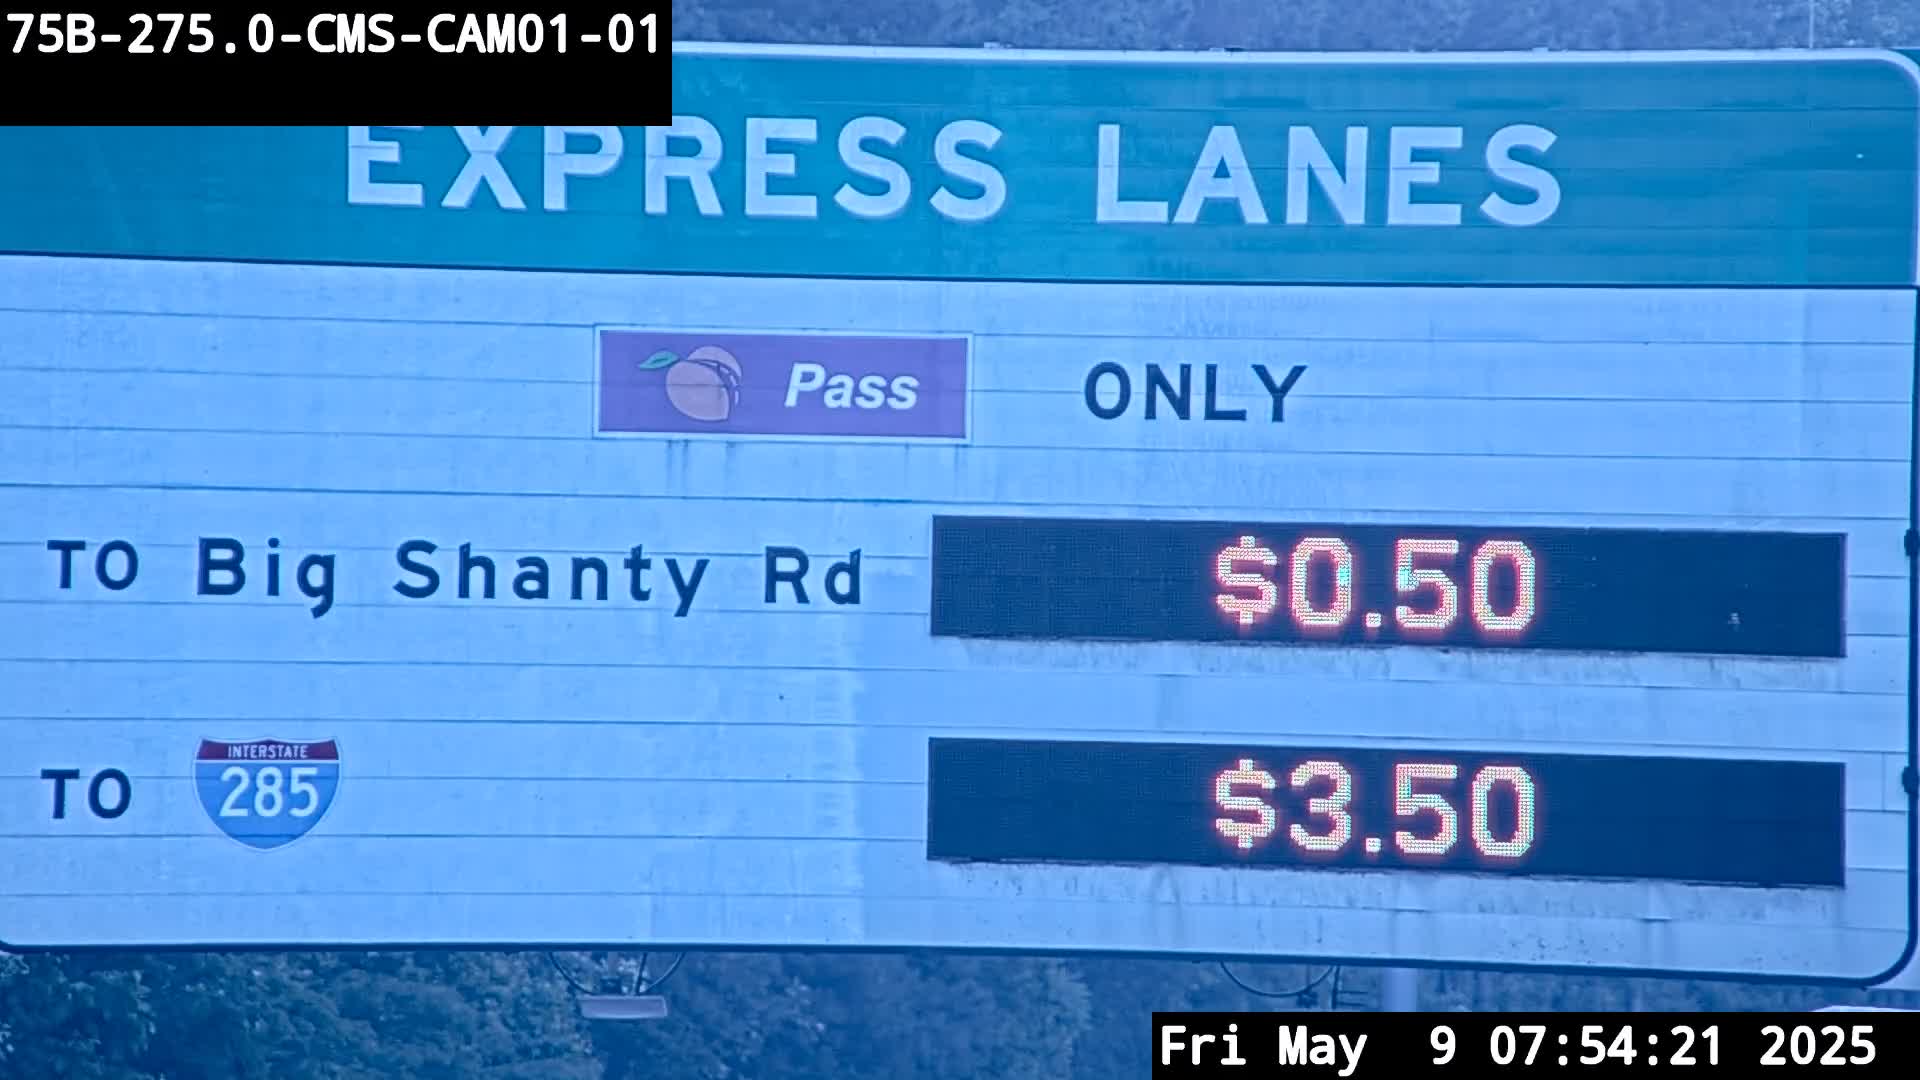 75B-275.0-CMS-CAM01-01
EXPRESS LANES
Pass ONLY
TO Big Shanty Rd $0.50
TO INTERSTATE 285 $3.50
Fri May 9 07:54:21 2025